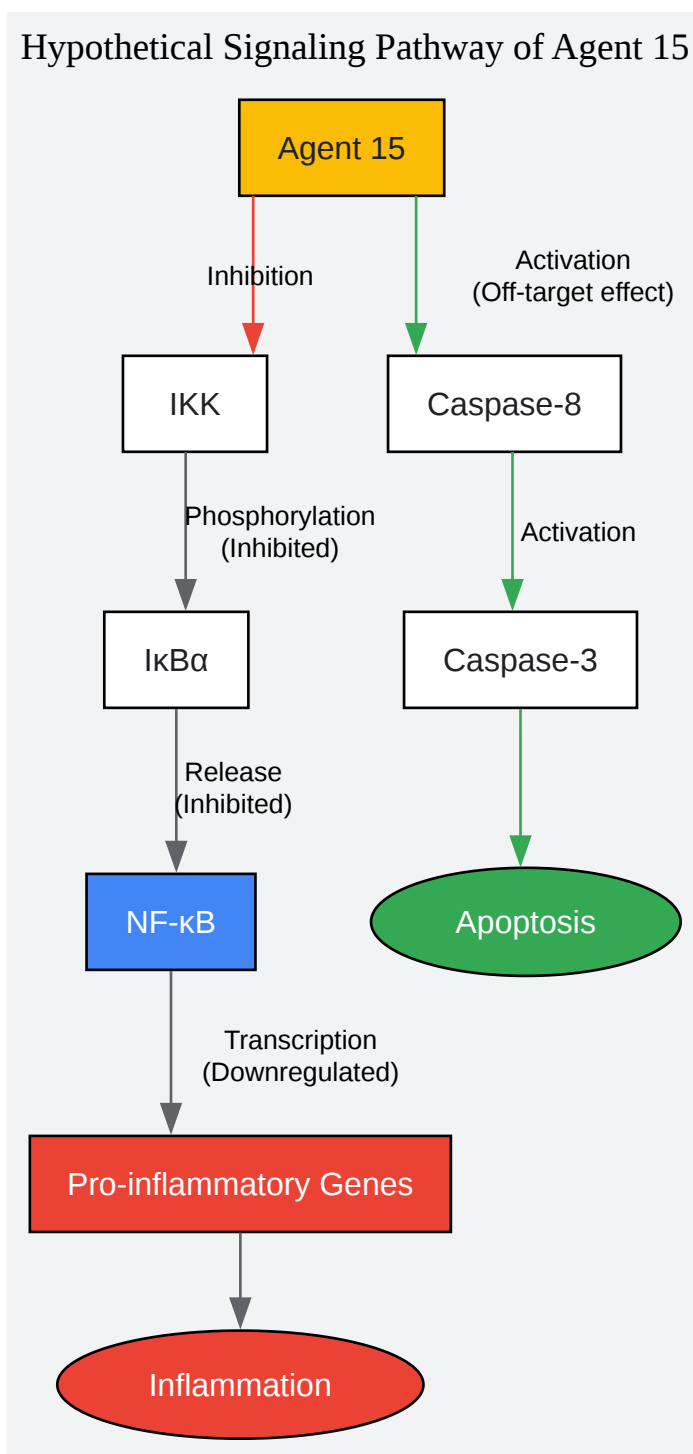 Hypothetical Signaling Pathway of Agent 15
Agent 15
Inhibition
Activation
(Off-target effect)
IKK
Caspase-8
Phosphorylation
(Inhibited)
Activation
IκBα
Caspase-3
Release
(Inhibited)
NF-κB
Apoptosis
Transcription
(Downregulated)
Pro-inflammatory Genes
Inflammation